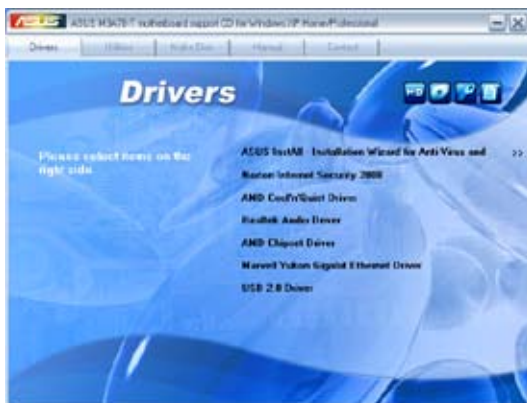 ASUS M3A78-T motherboard support CD for Windows XP Home/Professional
Drivers Utilities Make Disk Manual Contact
Drivers
Please select items on the
right side.
ASUS InstAll - Installation Wizard for Anti Virus and >>
Norton Internet Security 2008
AMD Cool'n'Quiet Driver
Realtek Audio Driver
AMD Chipset Driver
Marvell Yukon Gigabit Ethernet Driver
USB 2.0 Driver